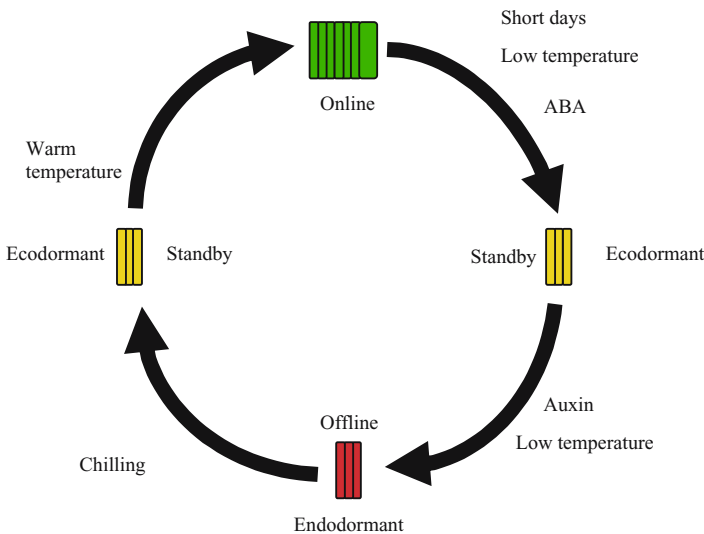 Short days
Low temperature
Online
ABA
Warm
temperature
Ecodormant
Standby
Standby
Ecodormant
Auxin
Offline
Low temperature
Chilling
Endodormant